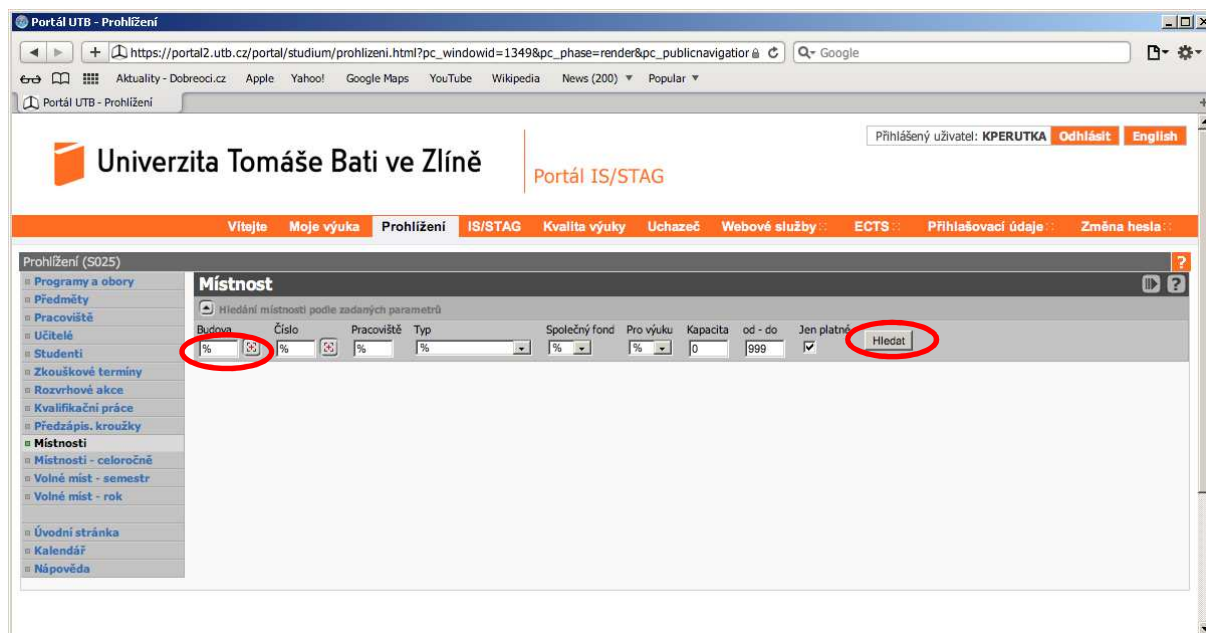 Portál UTB - Prohlížení
https://portal2.utb.cz/portal/studium/prohlizeni.html?pc_windowid=1349&pc_phase=render&pc_publicnavigatior
Q- Google
Aktuality - Dobreoci.cz Apple Yahoo! Google Maps YouTube Wikipedia News (200) ▼ Popular ▼
Portál UTB - Prohlížení
Přihlášený uživatel: KPERUTKA Odhlásit English
Univerzita Tomáše Bati ve Zlíně
Portál IS/STAG
Vítejte Moje výuka Prohlížení IS/STAG Kvalita výuky Uchazeč Webové služby ECTS Přihlašovací údaje Změna hesla
Prohlížení (S025) ?
Programy a obory
Předměty
Pracoviště
Učitelé
Studenti
Zkouškové termíny
Rozvrhové akce
Kvalifikační práce
Předzápis. kroužky
Místnosti
Místnosti - celoročně
Volné míst - semestr
Volné míst - rok
Úvodní stránka
Kalendář
Nápověda
Místnost ?
Hledání místnosti podle zadaných parametrů
Budova Číslo Pracoviště Typ Společný fond Pro výuku Kapacita od - do Jen platné
% % % % % % 0 999 Hledat